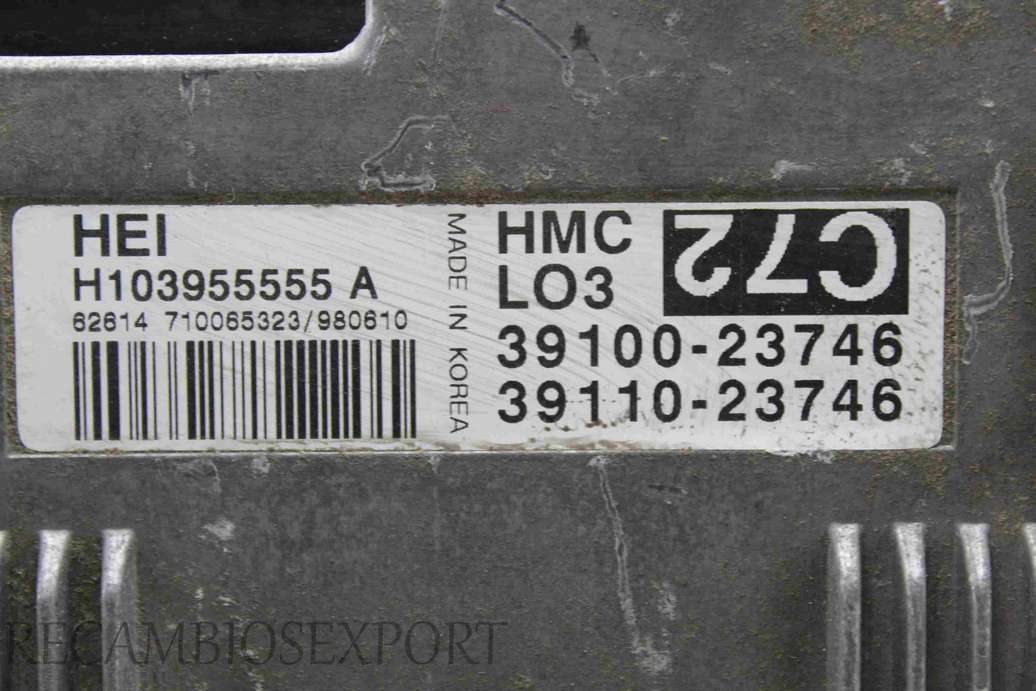 HEI
H103955555 A
62614 710065323/980610
MADE IN KOREA
HMC
C72
LO3
39100-23746
39110-23746
RECAMBIOSEXPORT